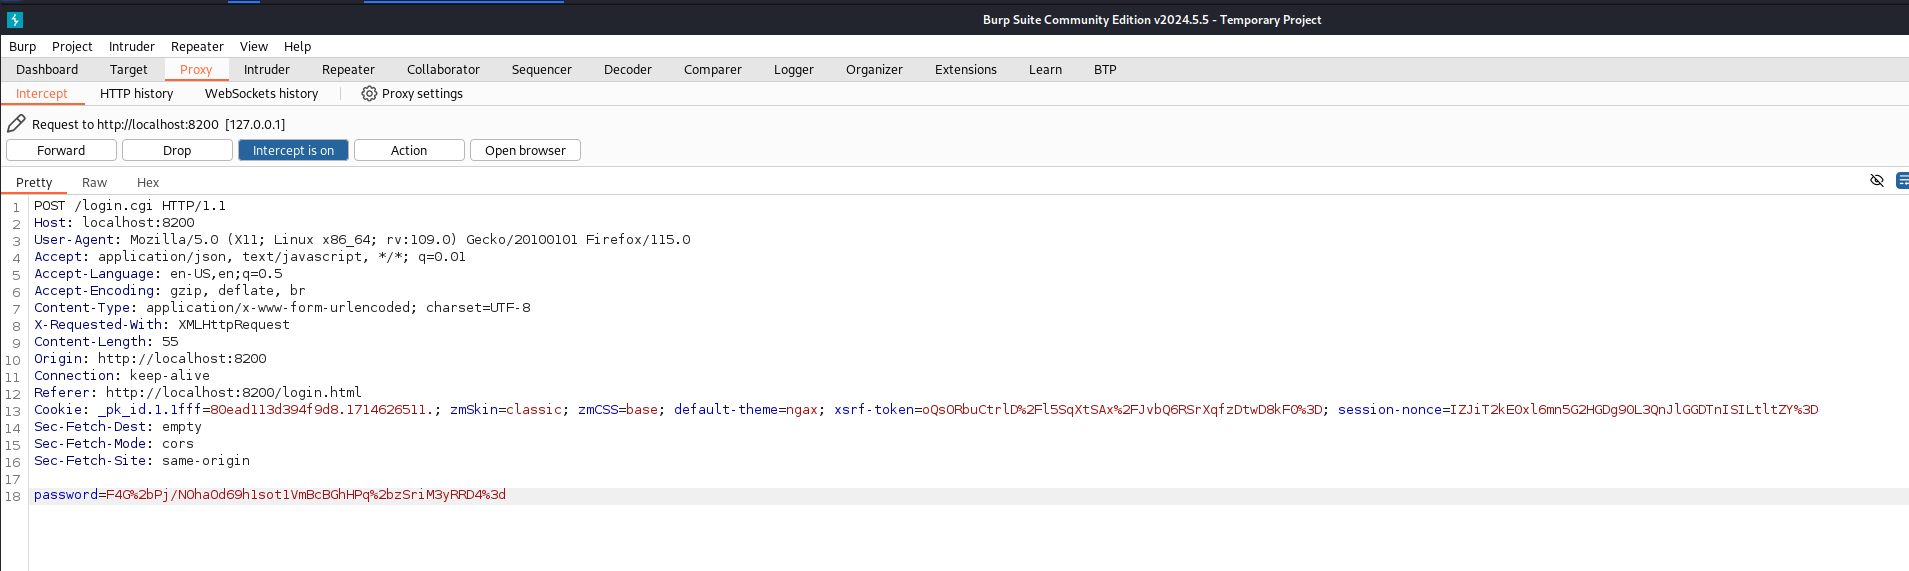 Burp Suite Community Edition v2024.5.5 - Temporary Project
Burp Project Intruder Repeater View Help
Dashboard Target Proxy Intruder Repeater Collaborator Sequencer Decoder Comparer Logger Organizer Extensions Learn BTP
Intercept HTTP history WebSockets history Proxy settings
Request to http://localhost:8200 [127.0.0.1]
Forward Drop Intercept is on Action Open browser
Pretty Raw Hex
1 POST /login.cgi HTTP/1.1
2 Host: localhost:8200
3 User-Agent: Mozilla/5.0 (X11; Linux x86_64; rv:109.0) Gecko/20100101 Firefox/115.0
4 Accept: application/json, text/javascript, */*; q=0.01
5 Accept-Language: en-US,en;q=0.5
6 Accept-Encoding: gzip, deflate, br
7 Content-Type: application/x-www-form-urlencoded; charset=UTF-8
8 X-Requested-With: XMLHttpRequest
9 Content-Length: 55
10 Origin: http://localhost:8200
11 Connection: keep-alive
12 Referer: http://localhost:8200/login.html
13 Cookie: _pk_id.1.1fff=80ead113d394f9d8.1714626511.; zmSkin=classic; zmCSS=base; default-theme=ngax; xsrf-token=oQsORbuCtrlD%2Fl5SqXtSAx%2FJvbQ6RSrXqfzDtwD8kF0%3D; session-nonce=IZJiT2kEOxl6mn5G2HGDg9OL3QnJlGGDTnISILtltZY%3D
14 Sec-Fetch-Dest: empty
15 Sec-Fetch-Mode: cors
16 Sec-Fetch-Site: same-origin
17
18 password=F4G%2bPj/NOhaOd69h1sot1VmBcBGhHPq%2bzSriM3yRRD4%3d